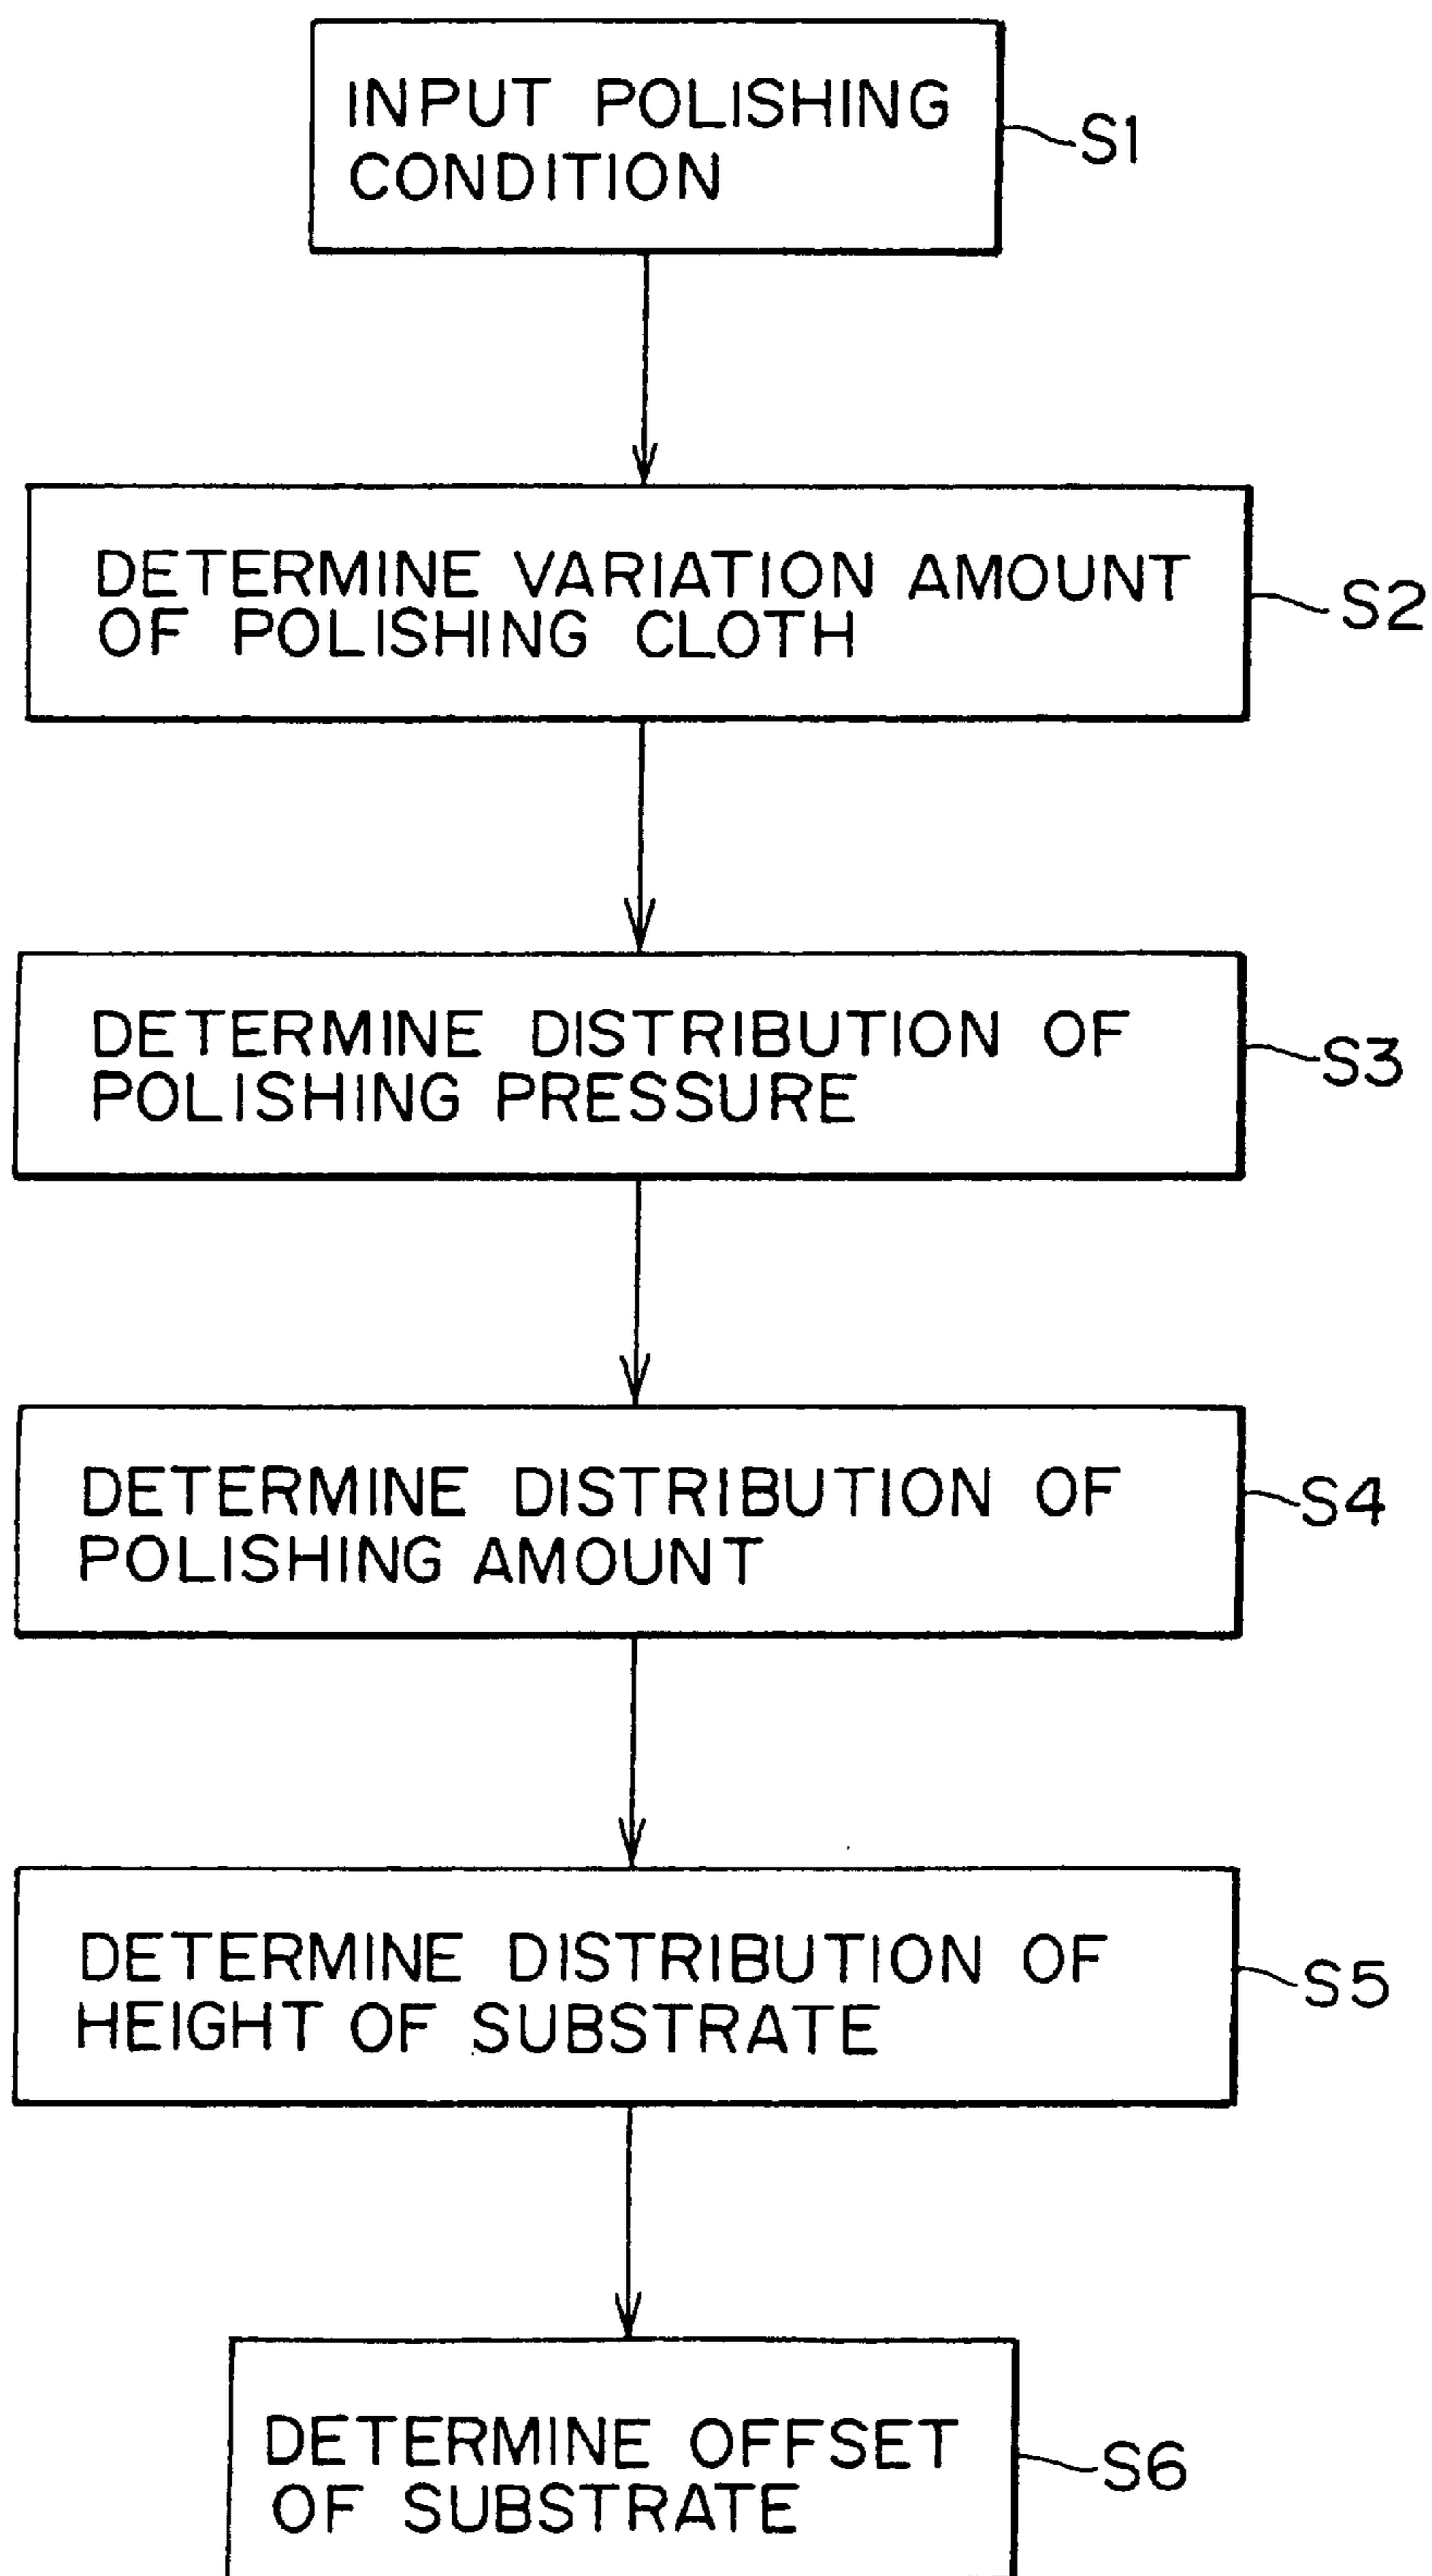 INPUT POLISHING
CONDITION
S1
DETERMINE VARIATION AMOUNT
OF POLISHING CLOTH
S2
DETERMINE DISTRIBUTION OF
POLISHING PRESSURE
S3
DETERMINE DISTRIBUTION OF
POLISHING AMOUNT
S4
DETERMINE DISTRIBUTION OF
HEIGHT OF SUBSTRATE
S5
DETERMINE OFFSET
OF SUBSTRATE
S6